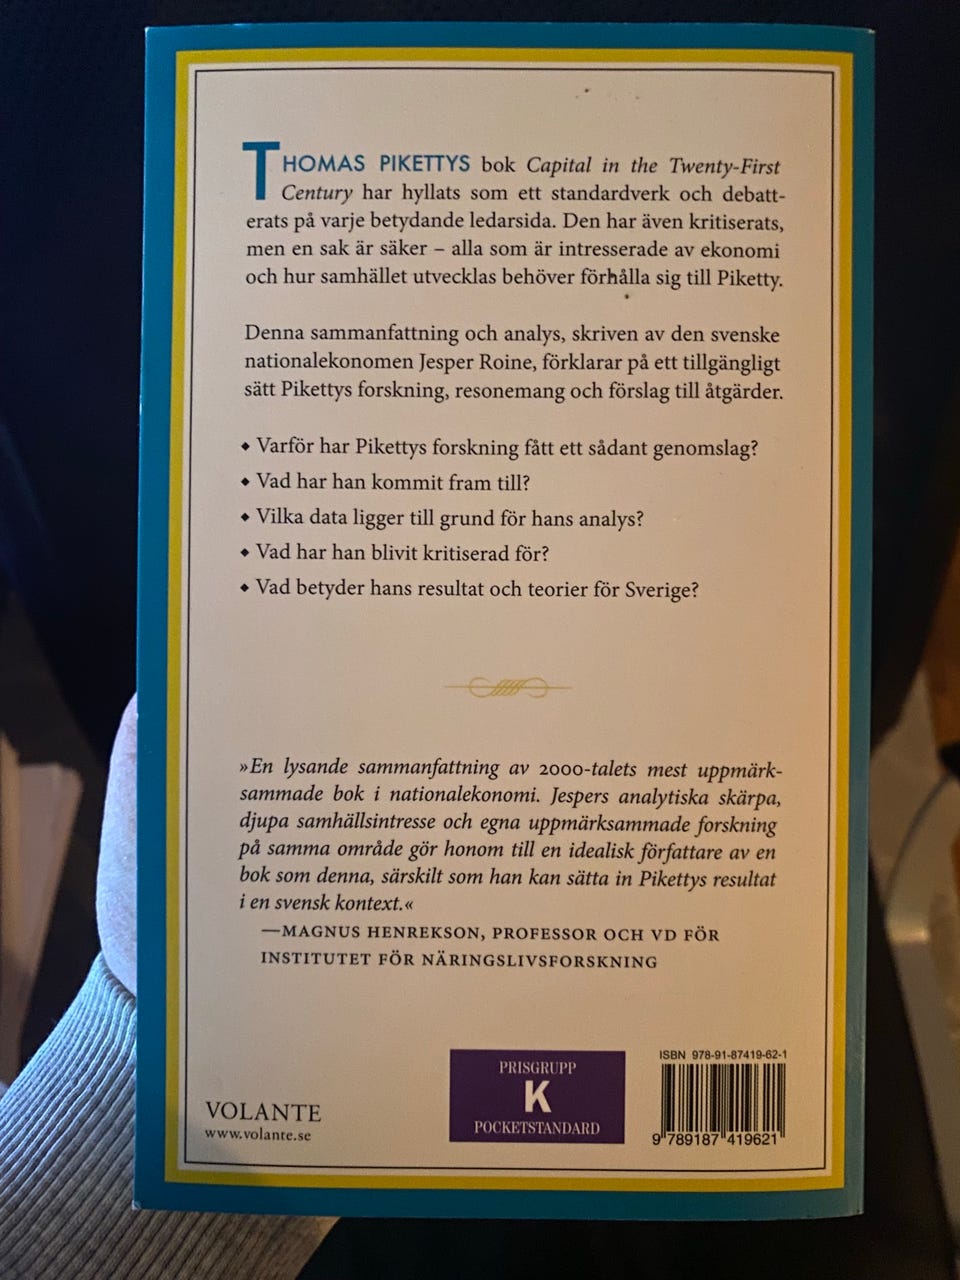 THOMAS PIKETTYS bok Capital in the Twenty-First
Century har hyllats som ett standardverk och debatt-
erats på varje betydande ledarsida. Den har även kritiserats,
men en sak är säker – alla som är intresserade av ekonomi
och hur samhället utvecklas behöver förhålla sig till Piketty.
Denna sammanfattning och analys, skriven av den svenske
nationalekonomen Jesper Roine, förklarar på ett tillgängligt
sätt Pikettys forskning, resonemang och förslag till åtgärder.
◆ Varför har Pikettys forskning fått ett sådant genomslag?
◆ Vad har han kommit fram till?
◆ Vilka data ligger till grund för hans analys?
◆ Vad har han blivit kritiserad för?
◆ Vad betyder hans resultat och teorier för Sverige?
»En lysande sammanfattning av 2000-talets mest uppmärk-
sammade bok i nationalekonomi. Jespers analytiska skärpa,
djupa samhällsintresse och egna uppmärksammade forskning
på samma område gör honom till en idealisk författare av en
bok som denna, särskilt som han kan sätta in Pikettys resultat
i en svensk kontext.«
—MAGNUS HENREKSON, PROFESSOR OCH VD FÖR
INSTITUTET FÖR NÄRINGSLIVSFORSKNING
VOLANTE
www.volante.se
PRISGRUPP
K
POCKETSTANDARD
ISBN 978-91-87419-62-1
9 789187 419621